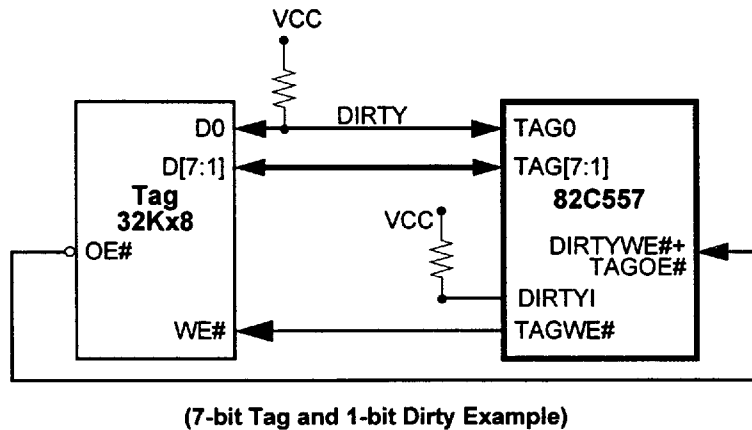 VCC
D0
DIRTY
TAG0
D[7:1]
TAG[7:1]
Tag
32Kx8
82C557
VCC
OE#
DIRTYWE#+
TAGOE#
DIRTYI
WE#
TAGWE#
(7-bit Tag and 1-bit Dirty Example)